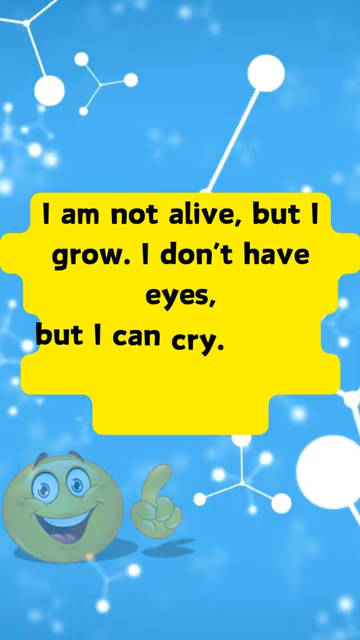 I am not alive, but I
grow. I don't have
eyes,
but I can cry.